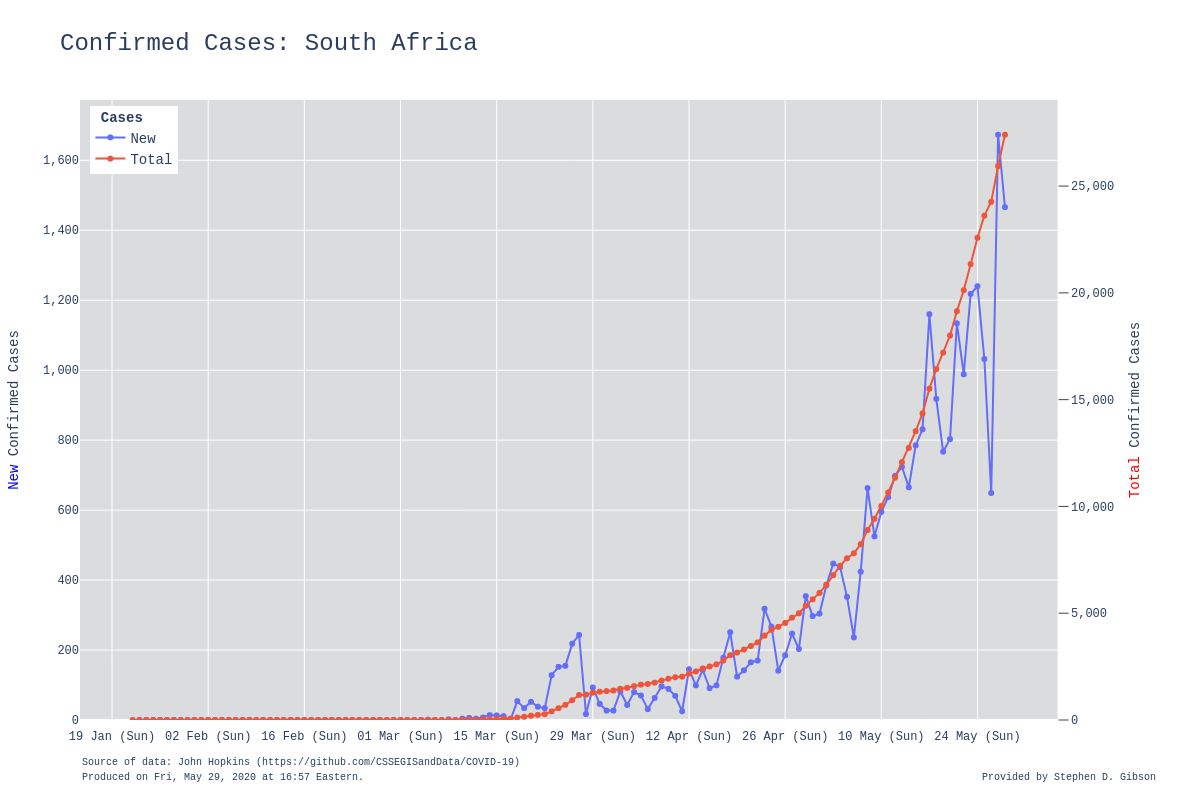 Confirmed Cases: South Africa
Cases
New
Total
1,600
1,400
1,200
1,000
800
600
400
200
0
25,000
20,000
15,000
10,000
5,000
0
New Confirmed Cases
Total Confirmed Cases
19 Jan (Sun) 02 Feb (Sun) 16 Feb (Sun) 01 Mar (Sun) 15 Mar (Sun) 29 Mar (Sun) 12 Apr (Sun) 26 Apr (Sun) 10 May (Sun) 24 May (Sun)
Source of data: John Hopkins (https://github.com/CSSEGISandData/COVID-19)
Produced on Fri, May 29, 2020 at 16:57 Eastern.
Provided by Stephen D. Gibson